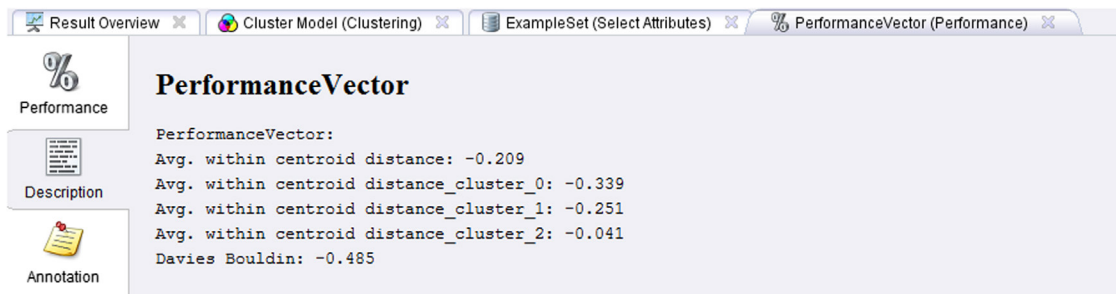 Result Overview
Cluster Model (Clustering)
ExampleSet (Select Attributes)
% PerformanceVector (Performance)
%
Performance
Description
Annotation
PerformanceVector
PerformanceVector:
Avg. within centroid distance: -0.209
Avg. within centroid distance_cluster_0: -0.339
Avg. within centroid distance_cluster_1: -0.251
Avg. within centroid distance_cluster_2: -0.041
Davies Bouldin: -0.485